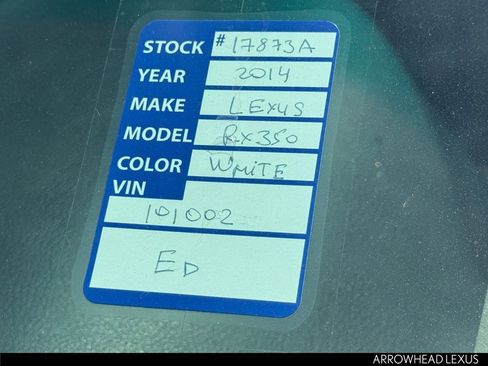 STOCK # 17873A
YEAR 2014
MAKE LEXUS
MODEL RX350
COLOR WHITE
VIN
101002
ED
ARROWHEAD LEXUS